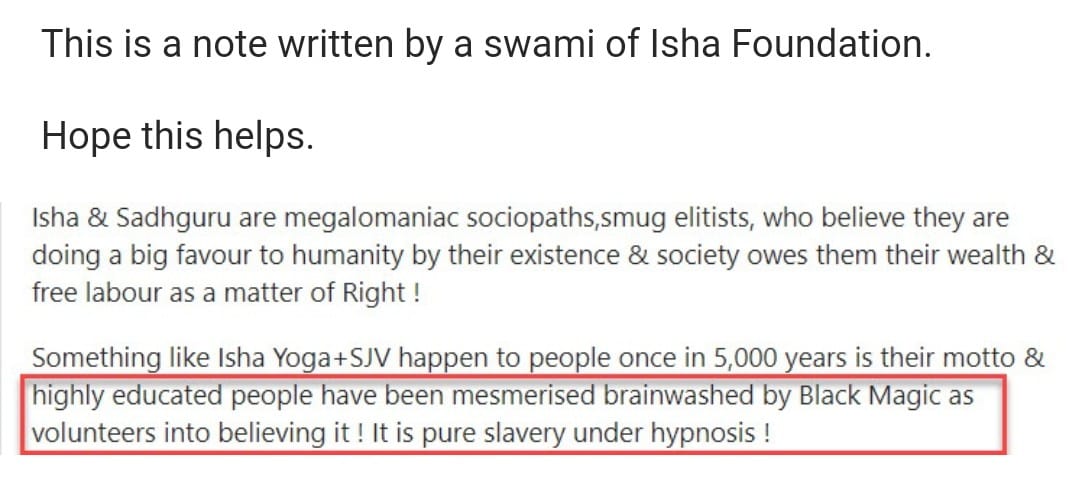 This is a note written by a swami of Isha Foundation.
Hope this helps.
Isha & Sadhguru are megalomaniac sociopaths,smug elitists, who believe they are
doing a big favour to humanity by their existence & society owes them their wealth &
free labour as a matter of Right !
Something like Isha Yoga+SJV happen to people once in 5,000 years is their motto &
highly educated people have been mesmerised brainwashed by Black Magic as
volunteers into believing it ! It is pure slavery under hypnosis !